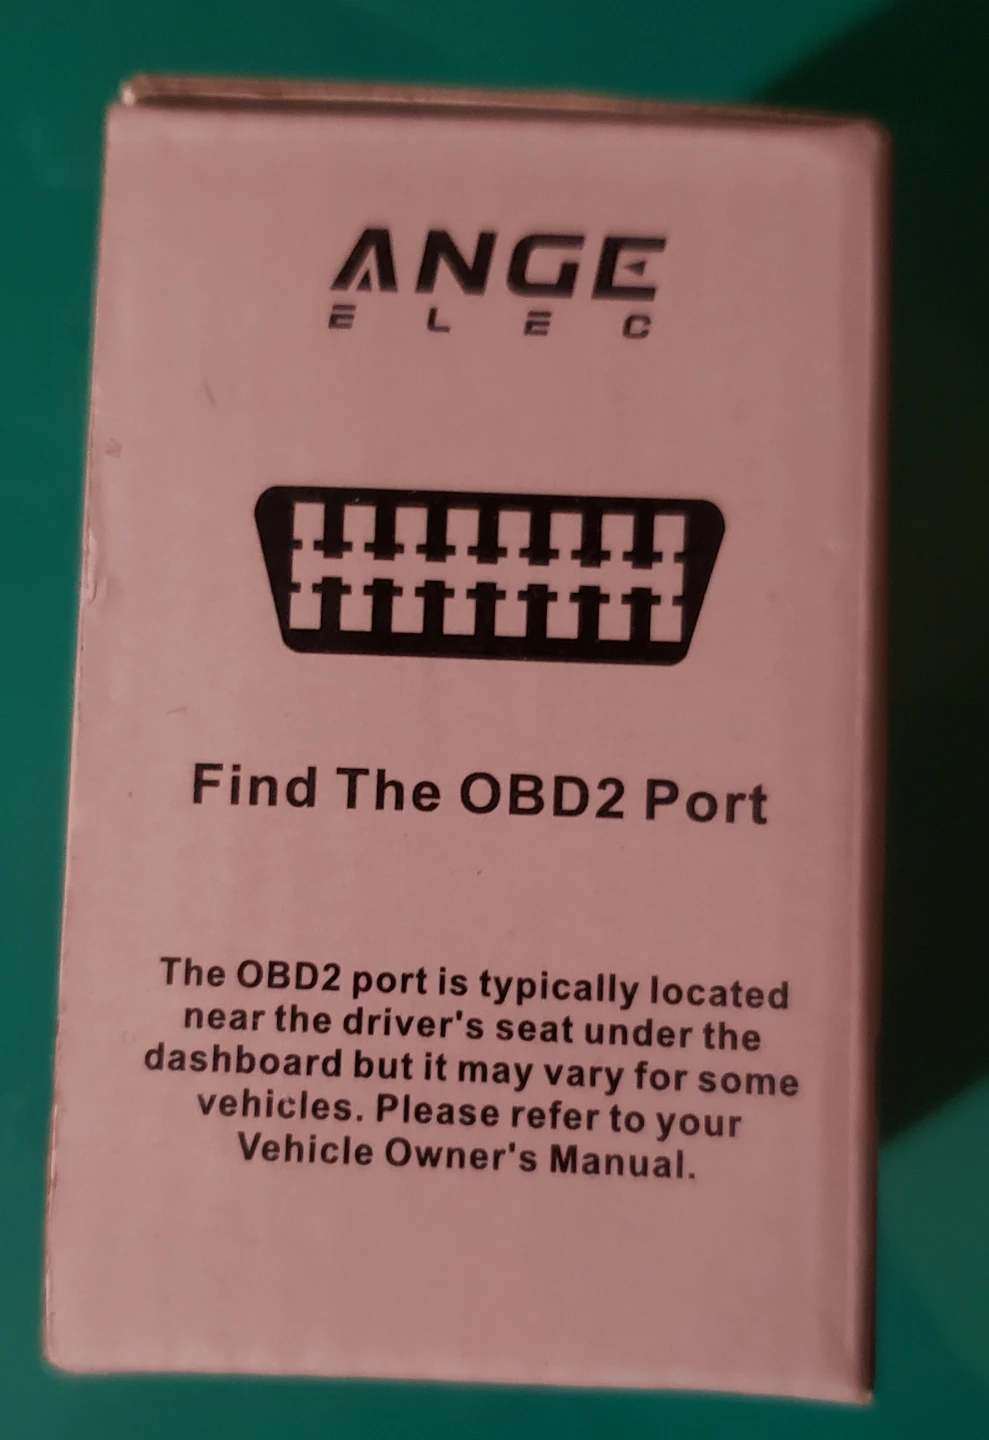 ANGE
ELEC
Find The OBD2 Port
The OBD2 port is typically located
near the driver's seat under the
dashboard but it may vary for some
vehicles. Please refer to your
Vehicle Owner's Manual.